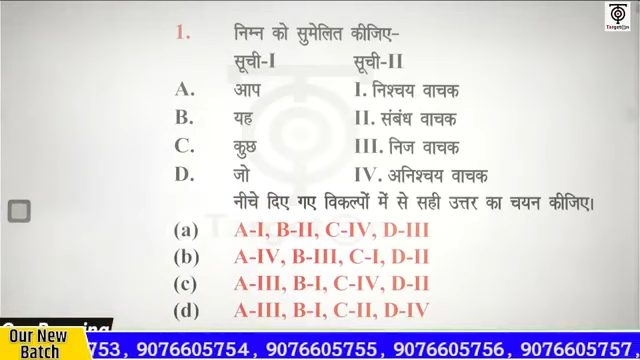 Target@n
1. निम्न को सुमेलित कीजिए-
सूची-I सूची-II
A. आप I. निश्चय वाचक
B. यह II. संबंध वाचक
C. कुछ III. निज वाचक
D. जो IV. अनिश्चय वाचक
नीचे दिए गए विकल्पों में से सही उत्तर का चयन कीजिए।
(a) A-I, B-II, C-IV, D-III
(b) A-IV, B-III, C-I, D-II
(c) A-III, B-I, C-IV, D-II
(d) A-III, B-I, C-II, D-IV
Our New
Batch
753, 9076605754, 9076605755, 9076605756, 9076605757,